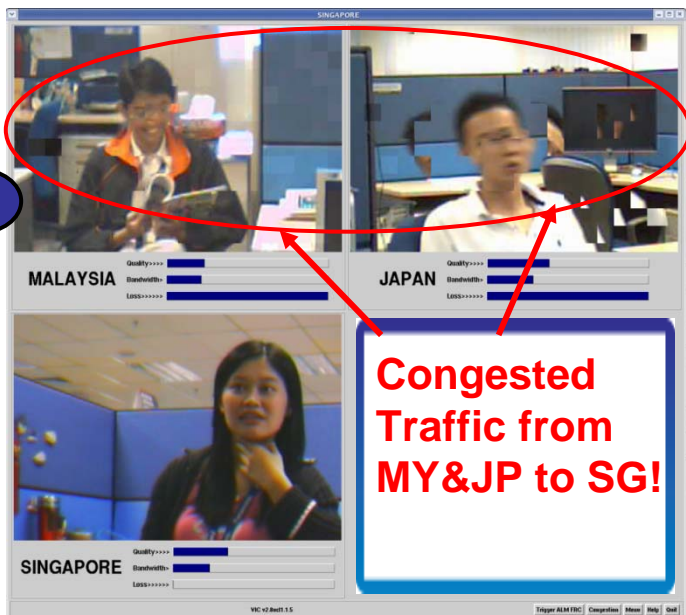 SINGAPORE
MALAYSIA
Quality>>>>
Bandwidth>
Loss>>>>>>
JAPAN
Quality>>>>
Bandwidth>
Loss>>>>>>
Congested
Traffic from
MY&JP to SG!
SINGAPORE
Quality>>>>
Bandwidth>
Loss>>>>>>
VIC v2.8ucl1.1.5
Trigger ALM FRC Congestion Menu Help Quit